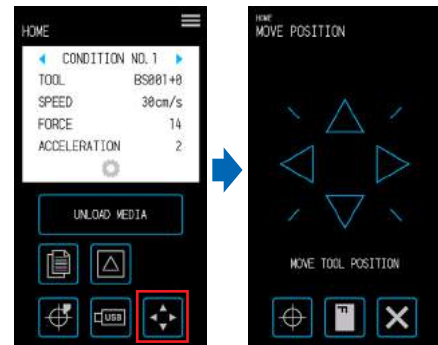 HOME
CONDITION NO.1
TOOL BS001+0
SPEED 30cm/s
FORCE 14
ACCELERATION 2
UNLOAD MEDIA
USB
HOME
MOVE POSITION
MOVE TOOL POSITION
F